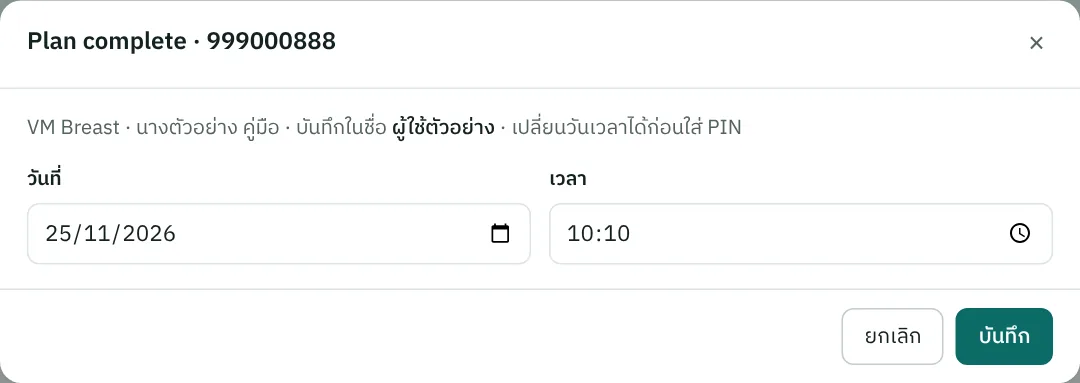 Plan complete · 999000888
×
VM Breast · นางตัวอย่าง คู่มือ · บันทึกในชื่อ ผู้ใช้ตัวอย่าง · เปลี่ยนวันเวลาได้ก่อนใส่ PIN
วันที่ เวลา
25/11/2026 10:10
ยกเลิก บันทึก